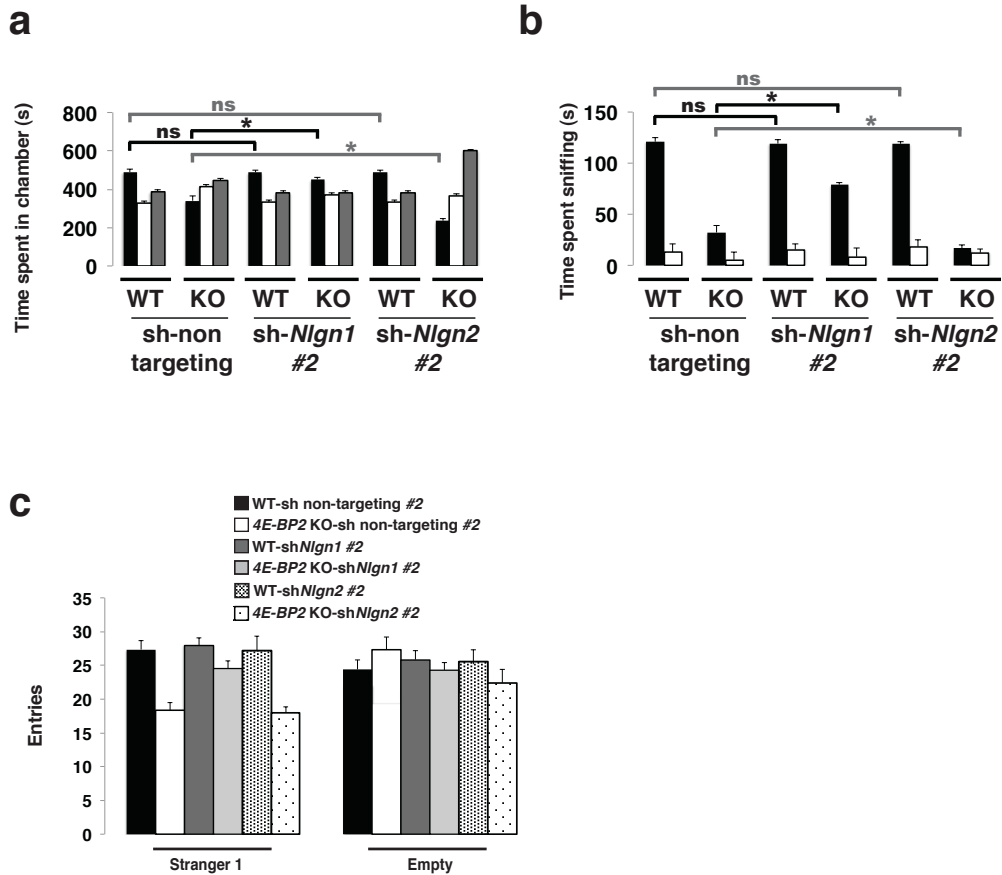 a
Time spent in chamber (s)
800
600
400
200
0
ns
ns
*
*
WT KO WT KO WT KO
sh-non targeting
sh-Nlgn1 #2
sh-Nlgn2 #2
b
Time spent sniffing (s)
150
100
50
0
ns
ns
*
*
WT KO WT KO WT KO
sh-non targeting
sh-Nlgn1 #2
sh-Nlgn2 #2
c
WT-sh non-targeting #2
4E-BP2 KO-sh non-targeting #2
WT-shNlgn1 #2
4E-BP2 KO-shNlgn1 #2
WT-shNlgn2 #2
4E-BP2 KO-shNlgn2 #2
Entries
35
30
25
20
15
10
5
0
Stranger 1
Empty